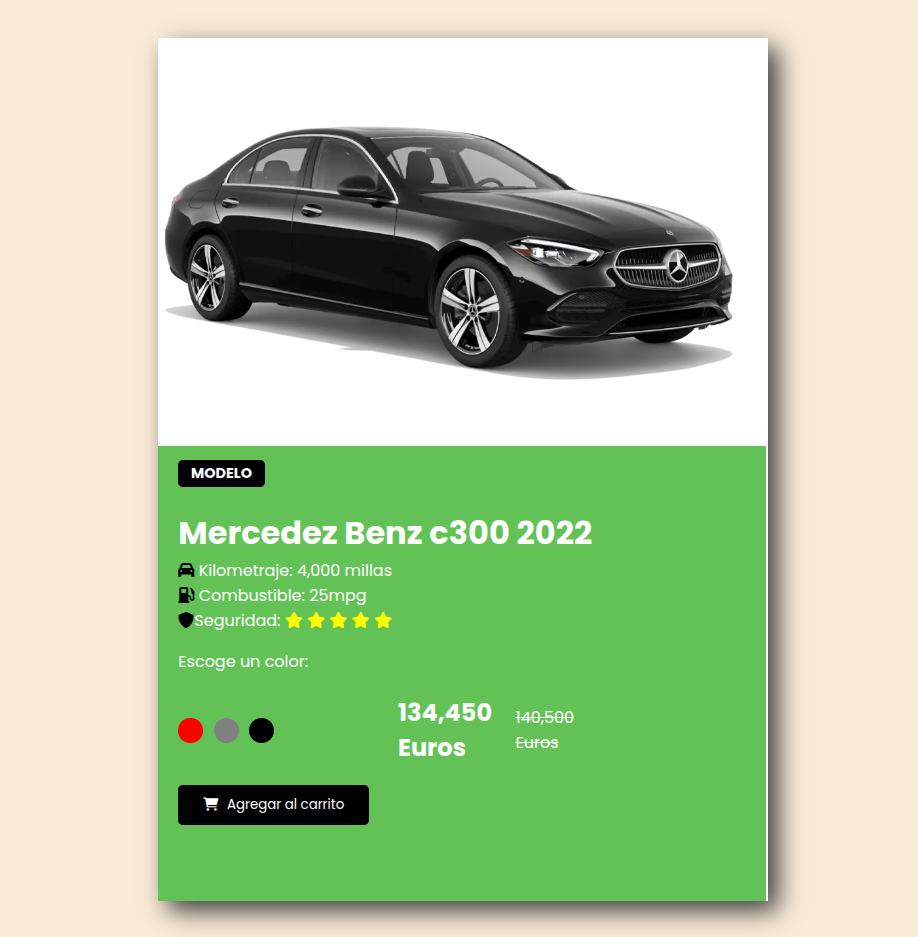 MODELO
Mercedez Benz c300 2022
Kilometraje: 4,000 millas
Combustible: 25mpg
Seguridad:
Escoge un color:
134,450
Euros
140,500
Euros
Agregar al carrito